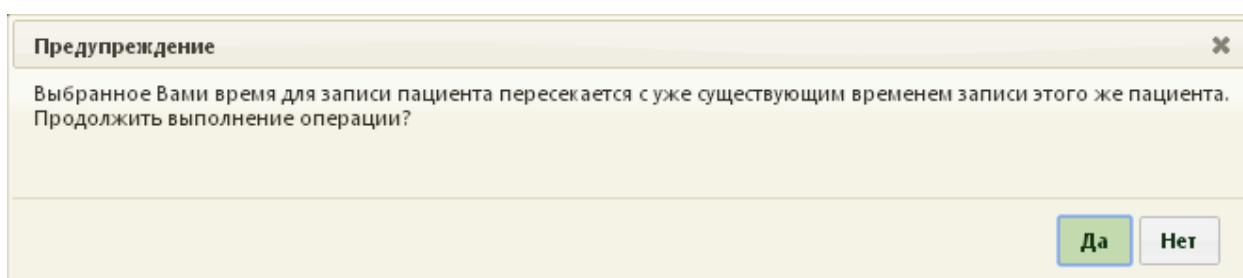 Предупреждение
Выбранное Вами время для записи пациента пересекается с уже существующим временем записи этого же пациента.
Продолжить выполнение операции?
Да Нет